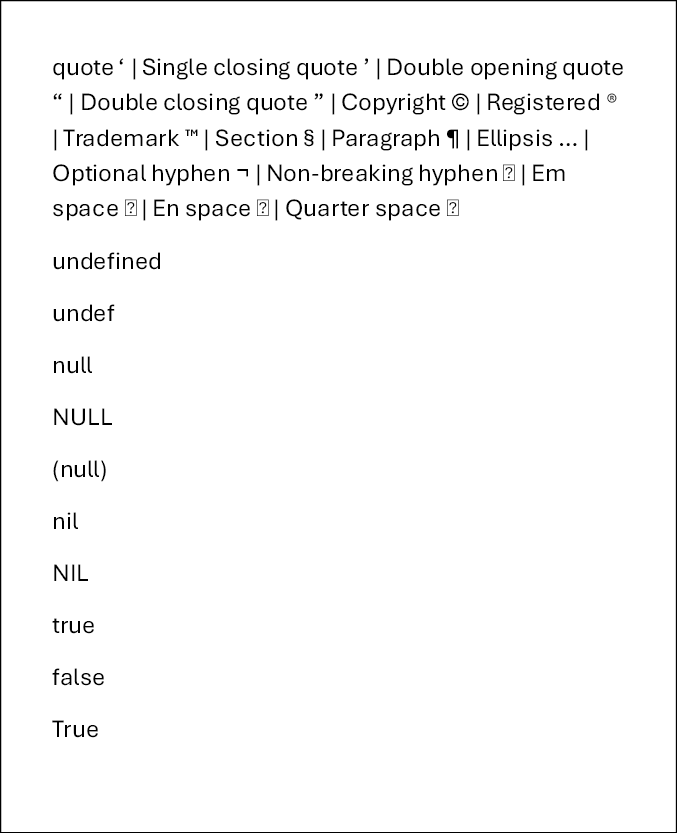 quote ‘ | Single closing quote ’ | Double opening quote
“ | Double closing quote ” | Copyright © | Registered ®
| Trademark ™ | Section § | Paragraph ¶ | Ellipsis … |
Optional hyphen ¬ | Non-breaking hyphen ⍰ | Em
space ⍰ | En space ⍰ | Quarter space ⍰
undefined
undef
null
NULL
(null)
nil
NIL
true
false
True